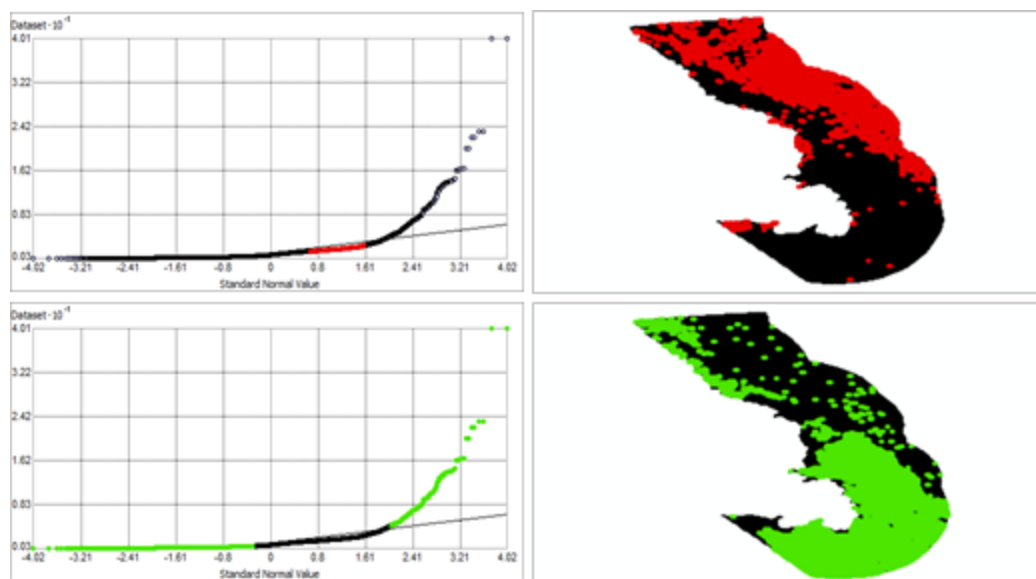 Dataset · 10⁻¹
4.01
3.22
2.42
1.62
0.83
0.03
-4.02 -3.21 -2.41 -1.61 -0.8 0 0.8 1.61 2.41 3.21 4.02
Standard Normal Value
Dataset · 10⁻¹
4.01
3.22
2.42
1.62
0.83
0.03
-4.02 -3.21 -2.41 -1.61 -0.8 0 0.8 1.61 2.41 3.21 4.02
Standard Normal Value